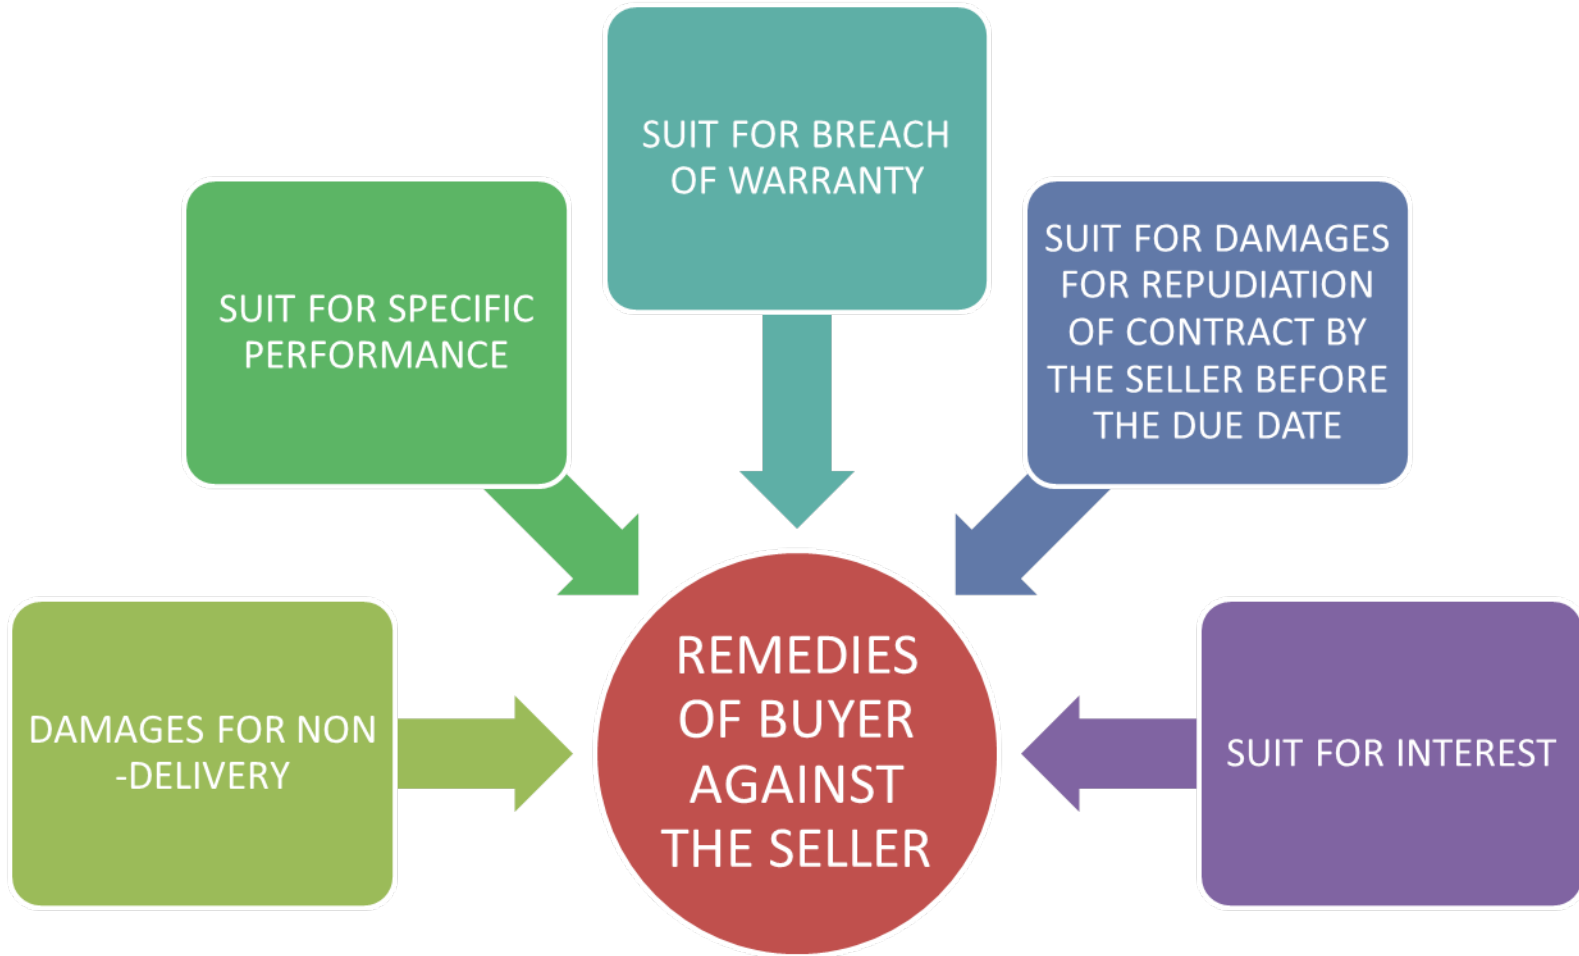 SUIT FOR BREACH
OF WARRANTY
SUIT FOR SPECIFIC
PERFORMANCE
SUIT FOR DAMAGES
FOR REPUDIATION
OF CONTRACT BY
THE SELLER BEFORE
THE DUE DATE
DAMAGES FOR NON
-DELIVERY
REMEDIES
OF BUYER
AGAINST
THE SELLER
SUIT FOR INTEREST